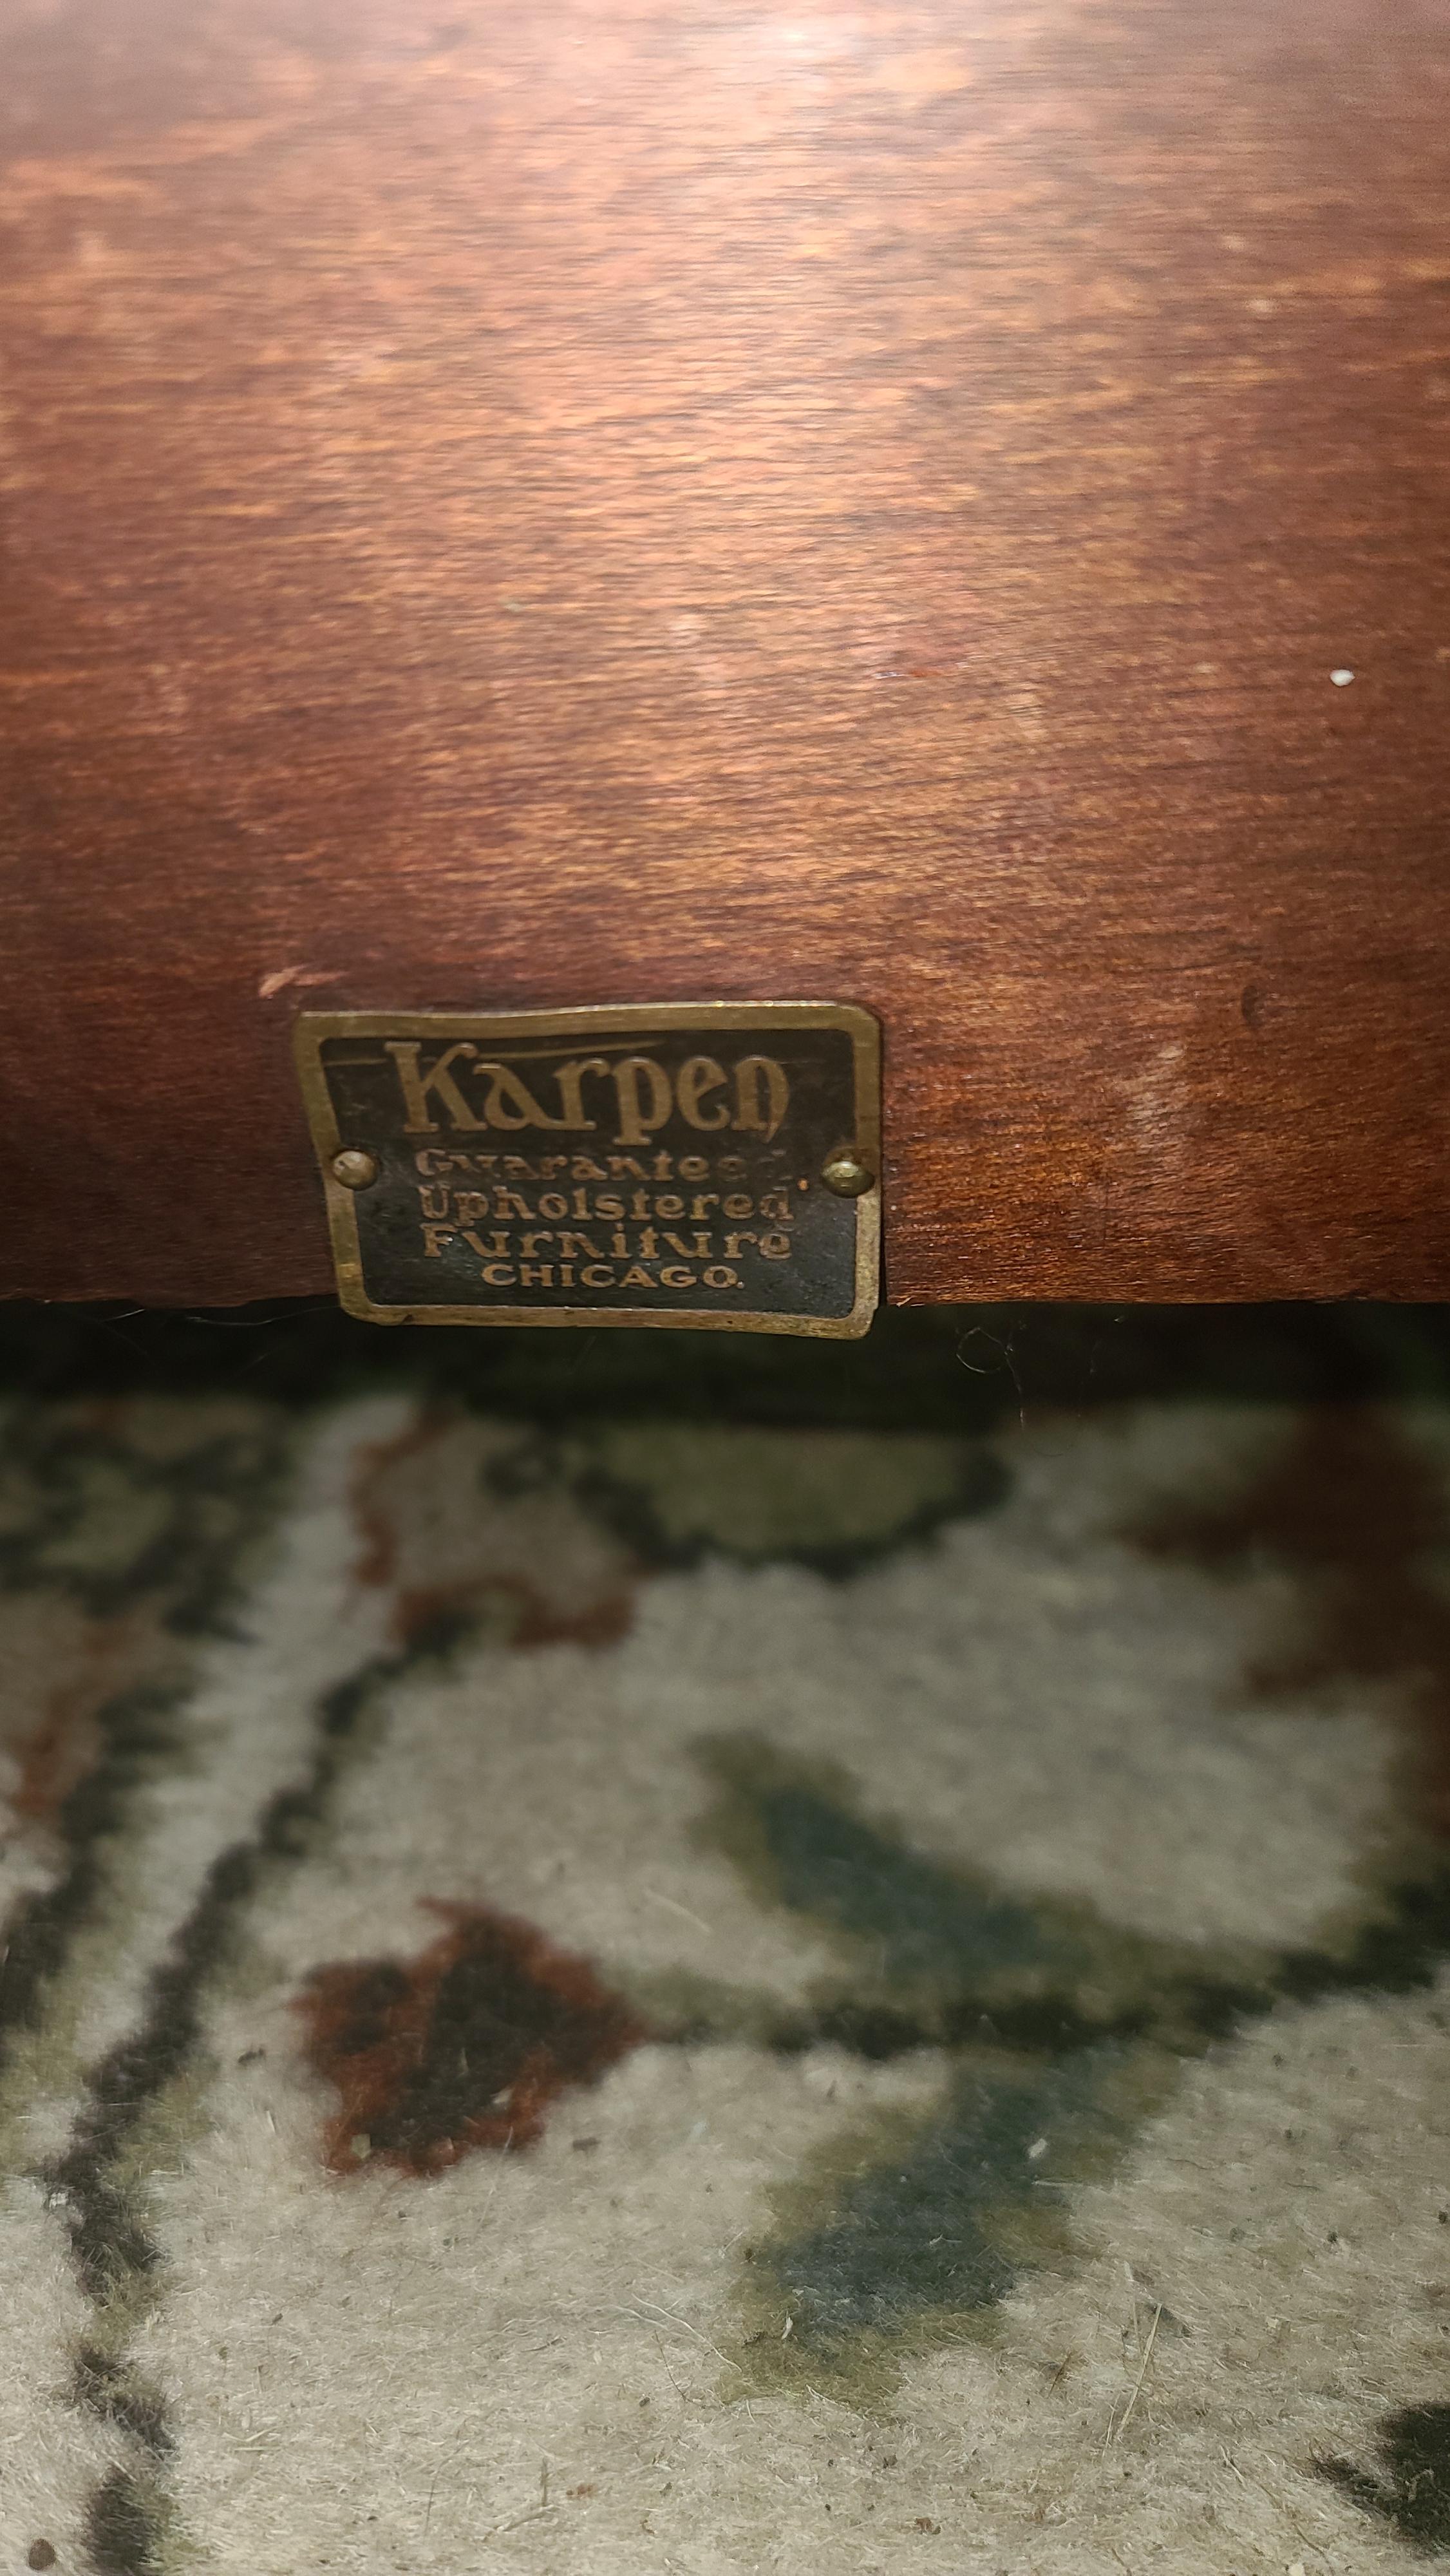 Karpen
Guaranteed
Upholstered
Furniture
CHICAGO.